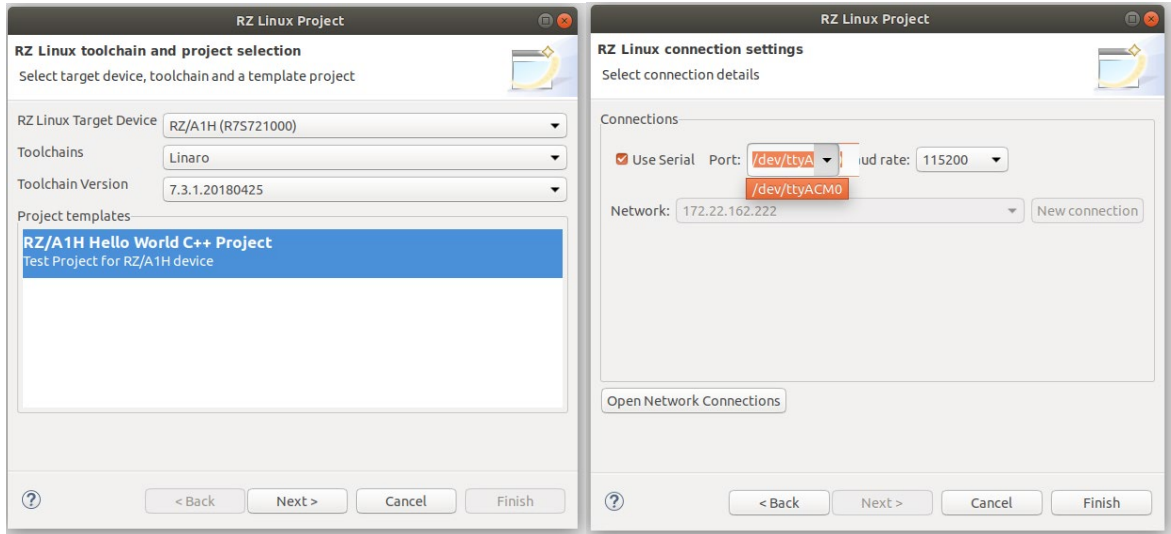 RZ Linux Project
RZ Linux toolchain and project selection
Select target device, toolchain and a template project
RZ Linux Target Device RZ/A1H (R7S721000)
Toolchains Linaro
Toolchain Version 7.3.1.20180425
Project templates
RZ/A1H Hello World C++ Project
Test Project for RZ/A1H device
? < Back Next > Cancel Finish
RZ Linux Project
RZ Linux connection settings
Select connection details
Connections
Use Serial Port: /dev/ttyA ud rate: 115200
/dev/ttyACM0
Network: 172.22.162.222 New connection
Open Network Connections
? < Back Next > Cancel Finish